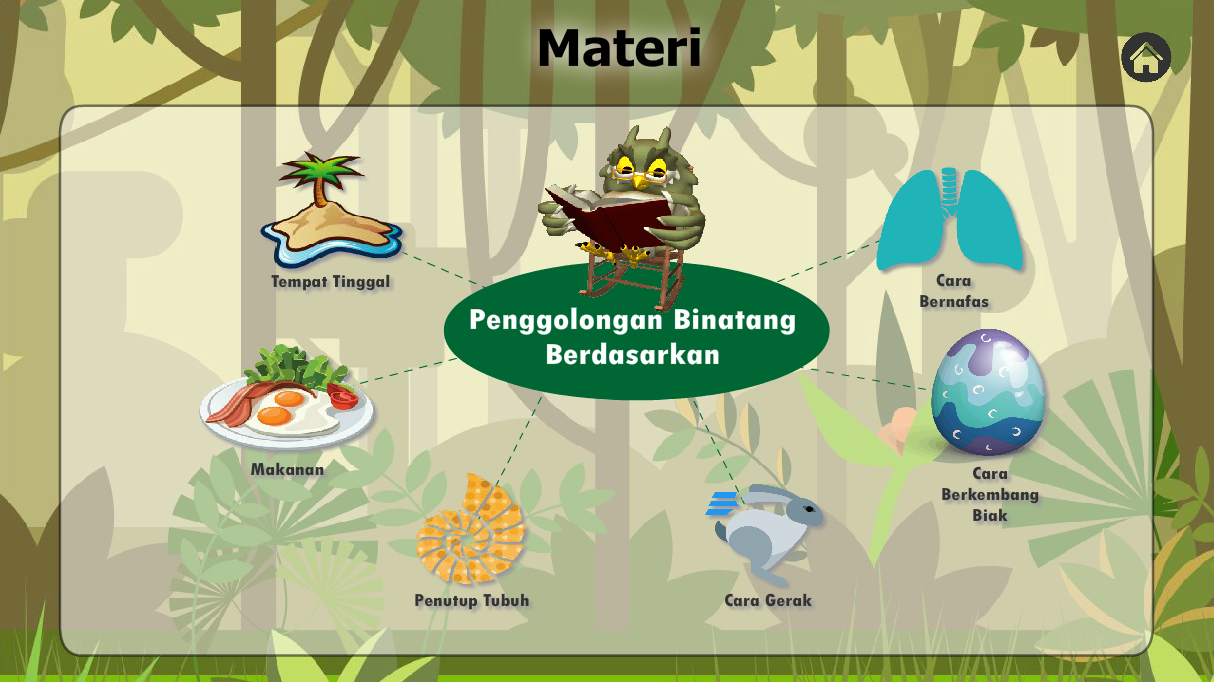 Materi
Tempat Tinggal
Cara
Bernafas
Penggolongan Binatang
Berdasarkan
Makanan
Cara
Berkembang
Biak
Penutup Tubuh
Cara Gerak